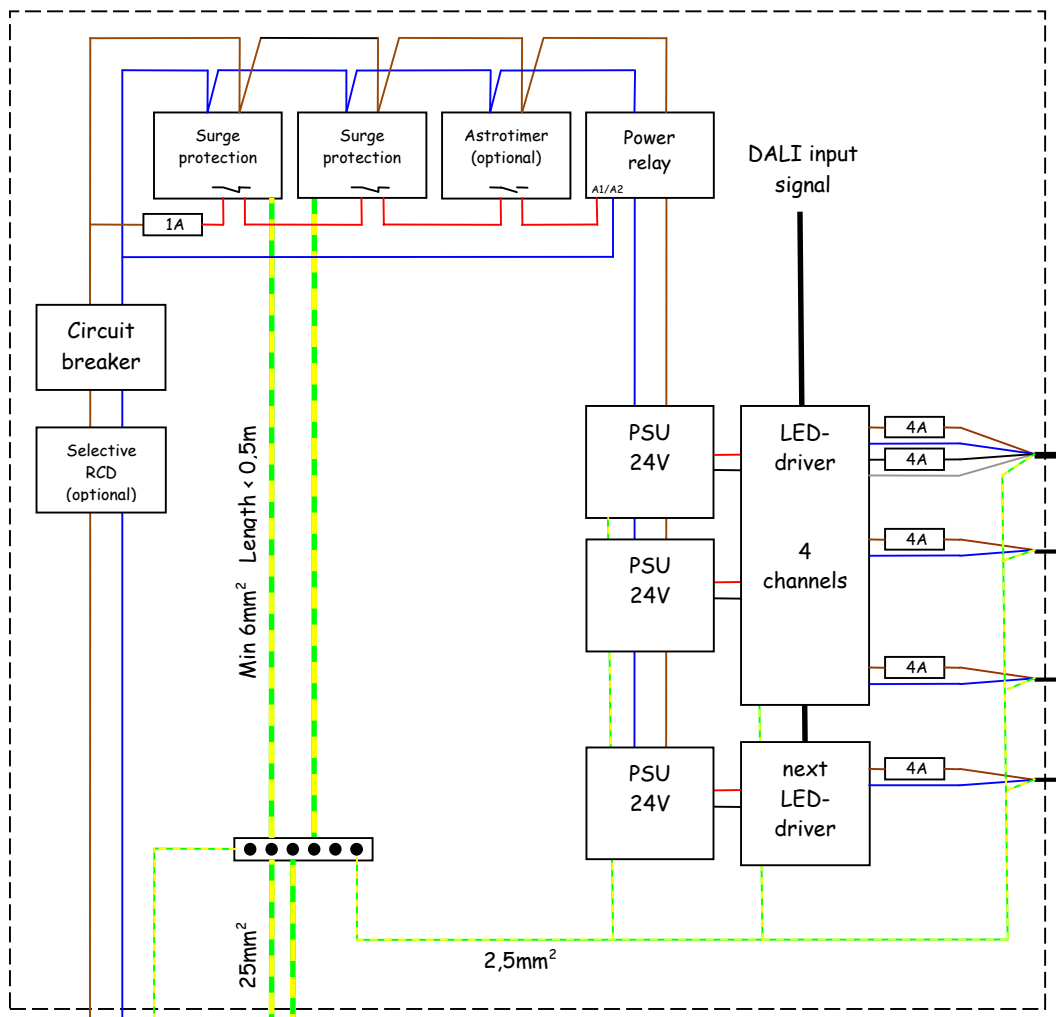 Surge
protection
Surge
protection
Astrotimer
(optional)
Power
relay
A1/A2
DALI input
signal
1A
Circuit
breaker
Selective
RCD
(optional)
Min 6mm² Length < 0,5m
PSU
24V
LED-
driver
4
channels
4A
4A
PSU
24V
4A
4A
PSU
24V
next
LED-
driver
4A
25mm²
2,5mm²